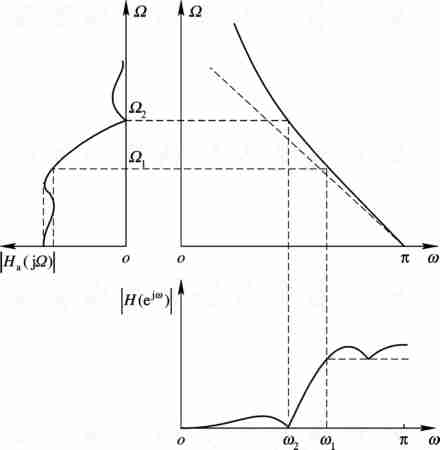 Ω Ω
Ω₂
Ω₁
|Hₐ(jΩ)| o o π ω
|H(e^{jω})|
o ω₂ ω₁ π ω